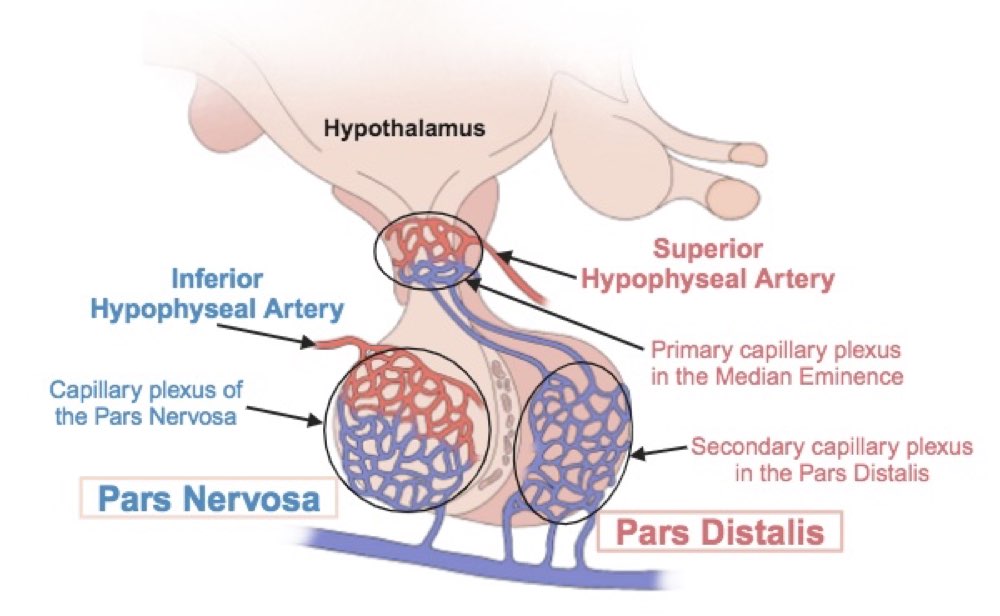 Hypothalamus
Superior
Hypophyseal Artery
Inferior
Hypophyseal Artery
Primary capillary plexus
in the Median Eminence
Capillary plexus of
the Pars Nervosa
Secondary capillary plexus
in the Pars Distalis
Pars Nervosa
Pars Distalis